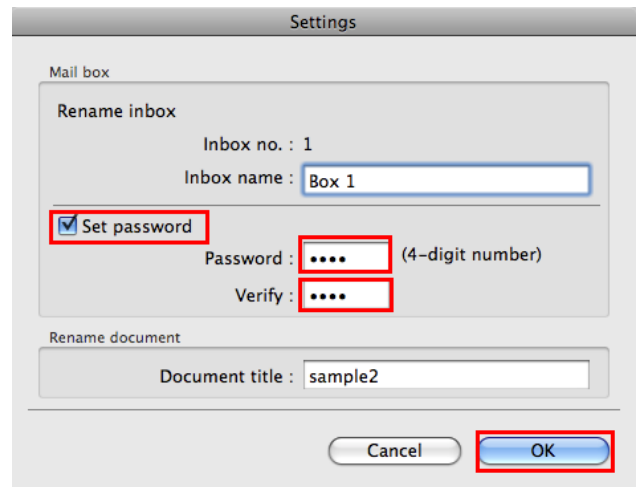 Settings
Mail box
Rename inbox
Inbox no. : 1
Inbox name : Box 1
Set password
Password : •••• (4-digit number)
Verify : ••••
Rename document
Document title : sample2
Cancel OK